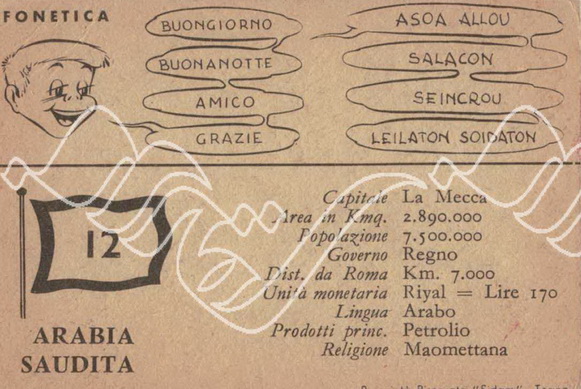 FONETICA
BUONGIORNO
BUONANOTTE
AMICO
GRAZIE
ASOA ALLOU
SALACON
SEINCROU
LEILATON SOIDATON
12
ARABIA
SAUDITA
Capitale La Mecca
Area in Kmq. 2.890.000
Popolazione 7.500.000
Governo Regno
Dist. da Roma Km. 7.000
Unità monetaria Riyal = Lire 170
Lingua Arabo
Prodotti princ. Petrolio
Religione Maomettana